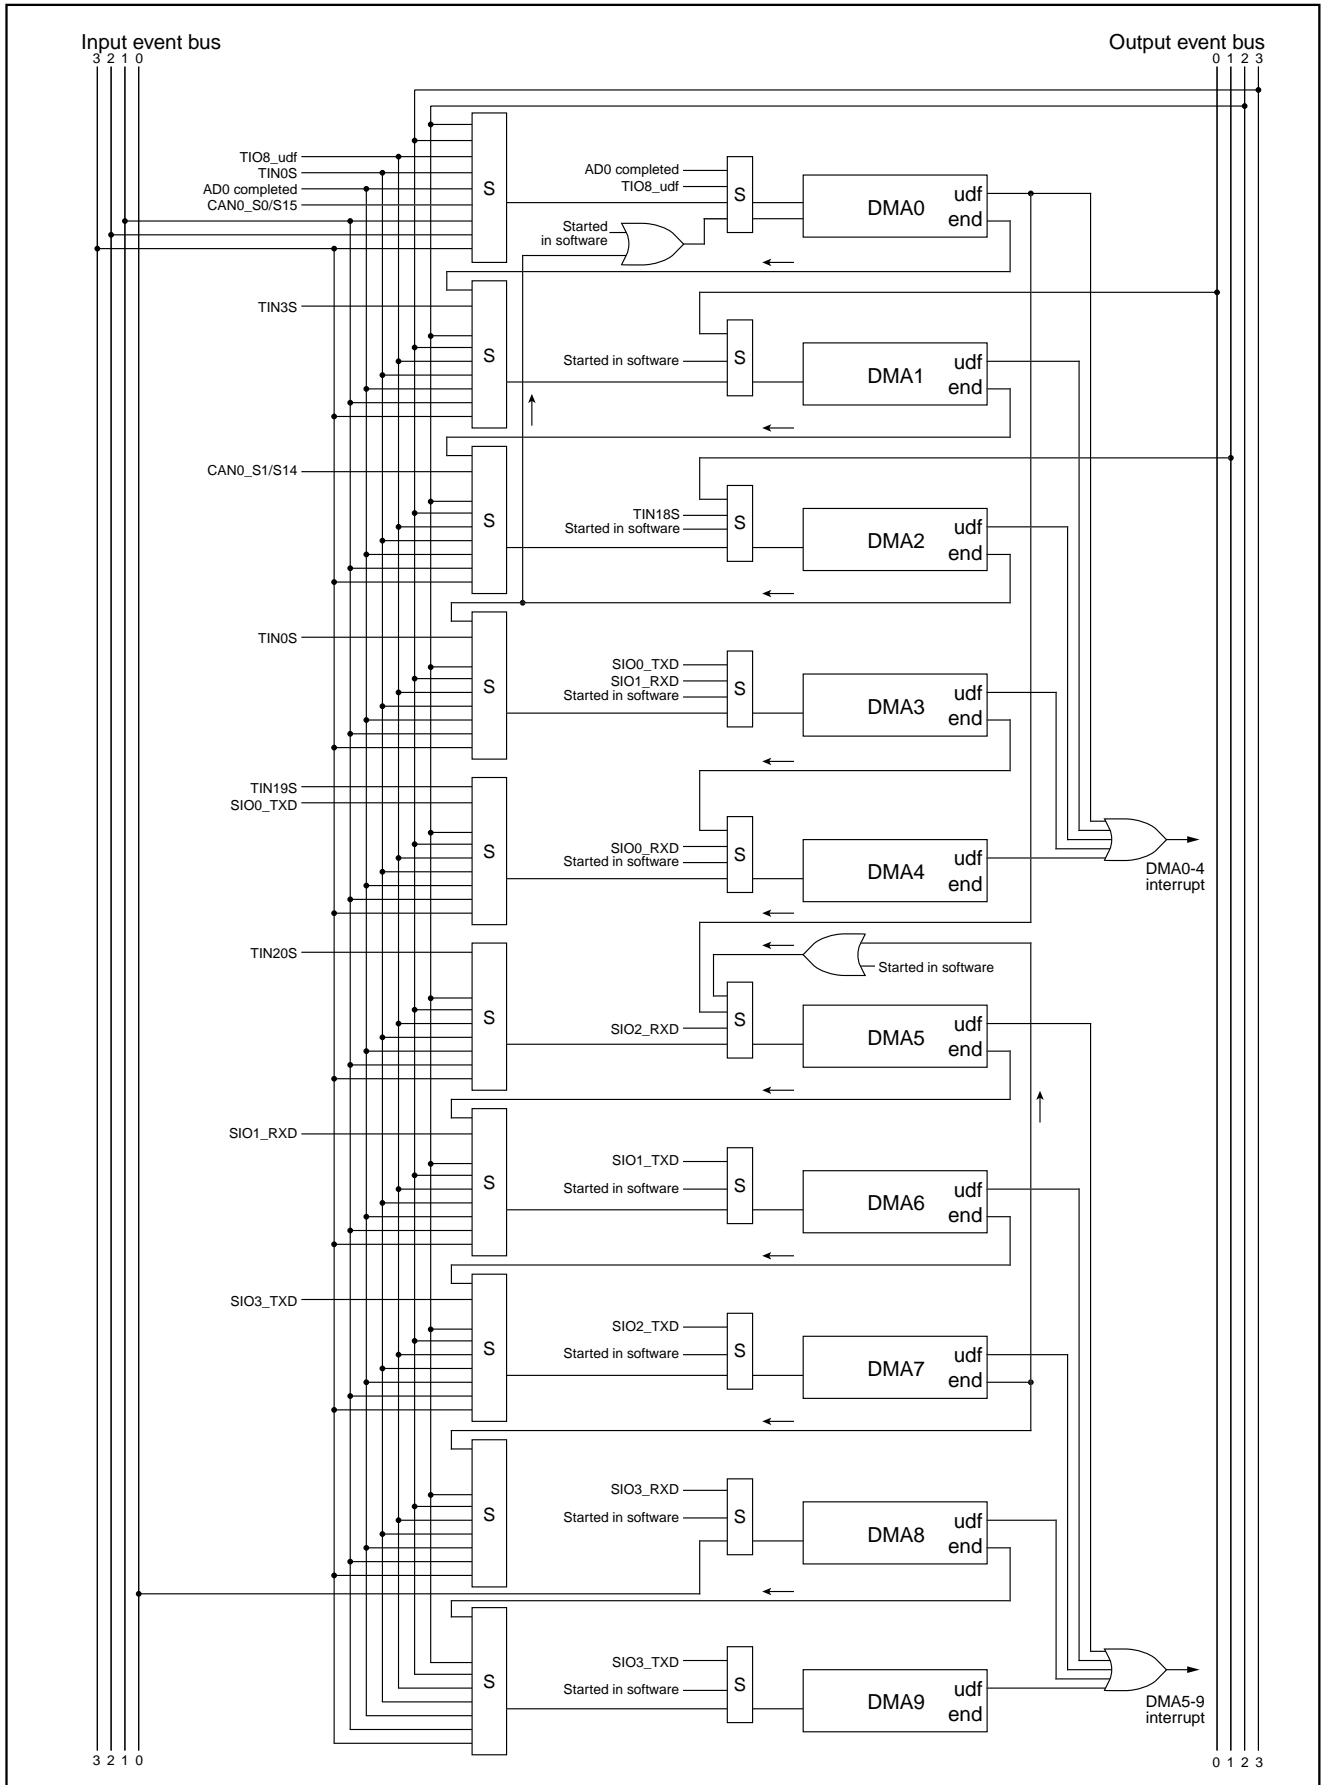 Input event bus
Output event bus
3 2 1 0
0 1 2 3
TIO8_udf
TIN0S
AD0 completed
CAN0_S0/S15
S
AD0 completed
TIO8_udf
S
Started
in software
DMA0
udf
end
TIN3S
S
Started in software
S
DMA1
udf
end
CAN0_S1/S14
S
TIN18S
Started in software
S
DMA2
udf
end
TIN0S
S
SIO0_TXD
SIO1_RXD
Started in software
S
DMA3
udf
end
TIN19S
SIO0_TXD
S
SIO0_RXD
Started in software
S
DMA4
udf
end
DMA0-4
interrupt
TIN20S
S
Started in software
SIO2_RXD
S
DMA5
udf
end
SIO1_RXD
S
SIO1_TXD
Started in software
S
DMA6
udf
end
SIO3_TXD
S
SIO2_TXD
Started in software
S
DMA7
udf
end
S
SIO3_RXD
Started in software
S
DMA8
udf
end
S
SIO3_TXD
Started in software
S
DMA9
udf
end
DMA5-9
interrupt
3 2 1 0
0 1 2 3